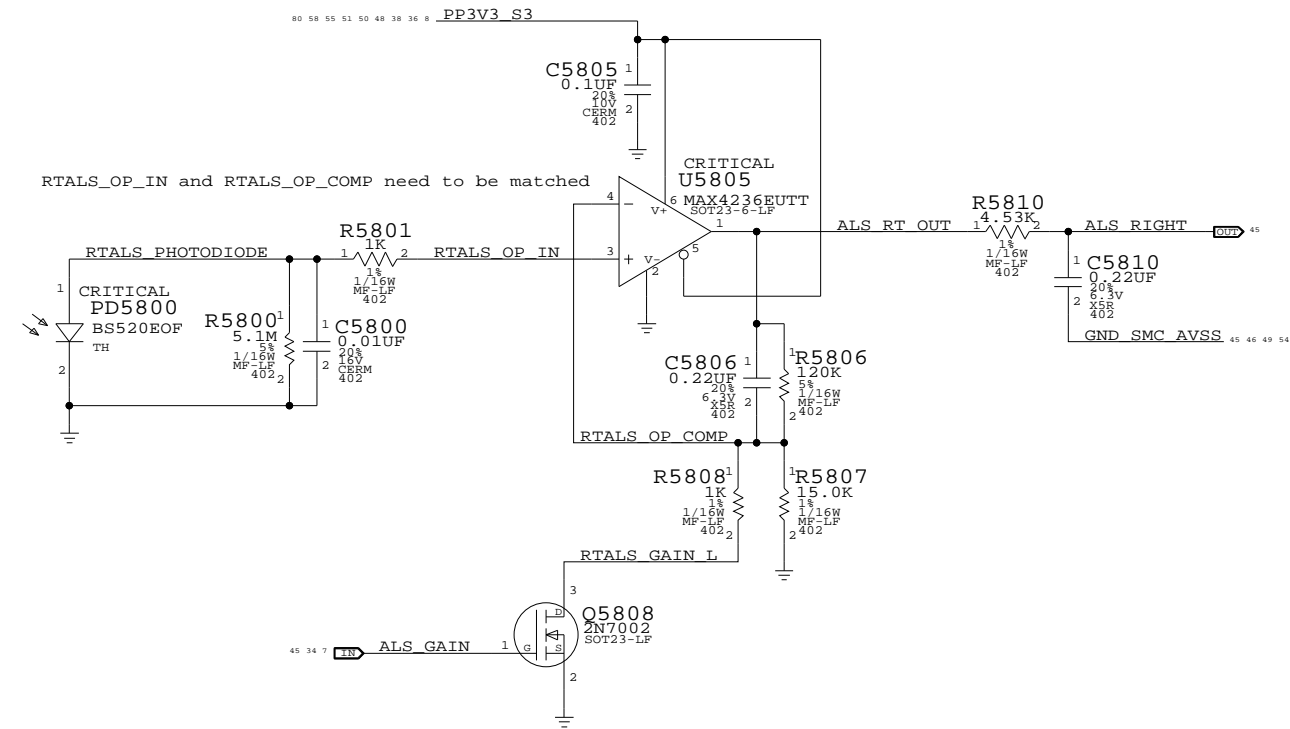 80 58 55 51 50 48 38 36 8 PP3V3_S3
C5805 1
0.1UF
20%
10V
CERM 2
402
RTALS_OP_IN and RTALS_OP_COMP need to be matched
CRITICAL
U5805
MAX4236EUTT
SOT23-6-LF
4
6
V+
1
5
3
V-
2
ALS_RT_OUT
R5810
4.53K
1 2
1%
1/16W
MF-LF
402
ALS_RIGHT
OUT 45
1 C5810
0.22UF
20%
6.3V
2 X5R
402
GND_SMC_AVSS 45 46 49 54
RTALS_PHOTODIODE
R5801
1K
1 2
1%
1/16W
MF-LF
402
RTALS_OP_IN
1
CRITICAL
PD5800
BS520EOF
TH
2
R5800 1
5.1M
5%
1/16W
MF-LF
402 2
1 C5800
0.01UF
20%
16V
2 CERM
402
C5806 1
0.22UF
20%
6.3V
X5R 2
402
1 R5806
120K
5%
1/16W
MF-LF
2 402
RTALS_OP_COMP
R5808 1
1K
1%
1/16W
MF-LF
402 2
1 R5807
15.0K
1%
1/16W
MF-LF
2 402
RTALS_GAIN_L
3
D
Q5808
2N7002
SOT23-LF
45 34 7 IN ALS_GAIN 1 G S
2